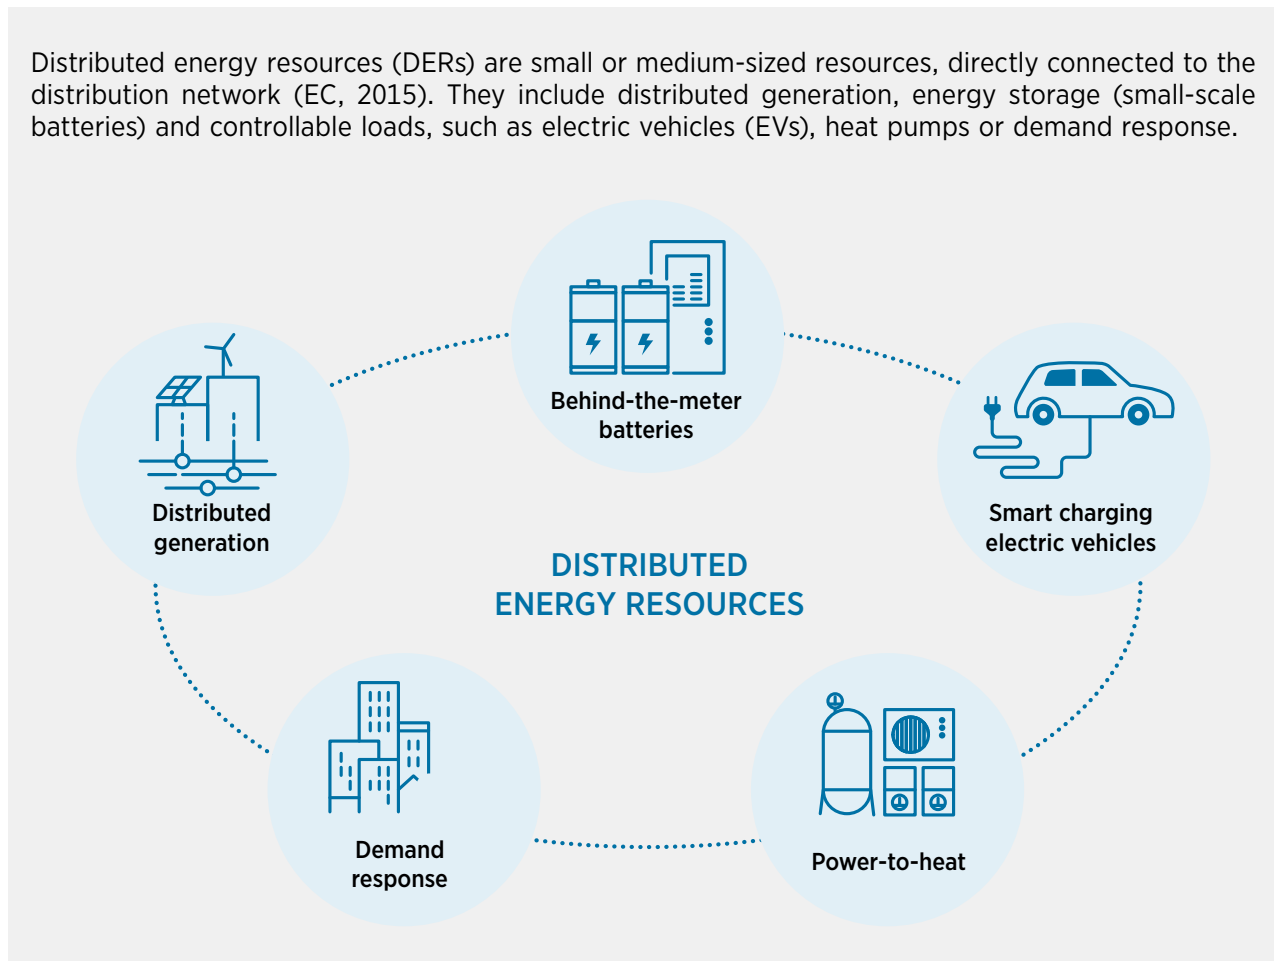 Distributed energy resources (DERs) are small or medium-sized resources, directly connected to the
distribution network (EC, 2015). They include distributed generation, energy storage (small-scale
batteries) and controllable loads, such as electric vehicles (EVs), heat pumps or demand response.
Behind-the-meter
batteries
Distributed
generation
Smart charging
electric vehicles
DISTRIBUTED
ENERGY RESOURCES
Demand
response
Power-to-heat